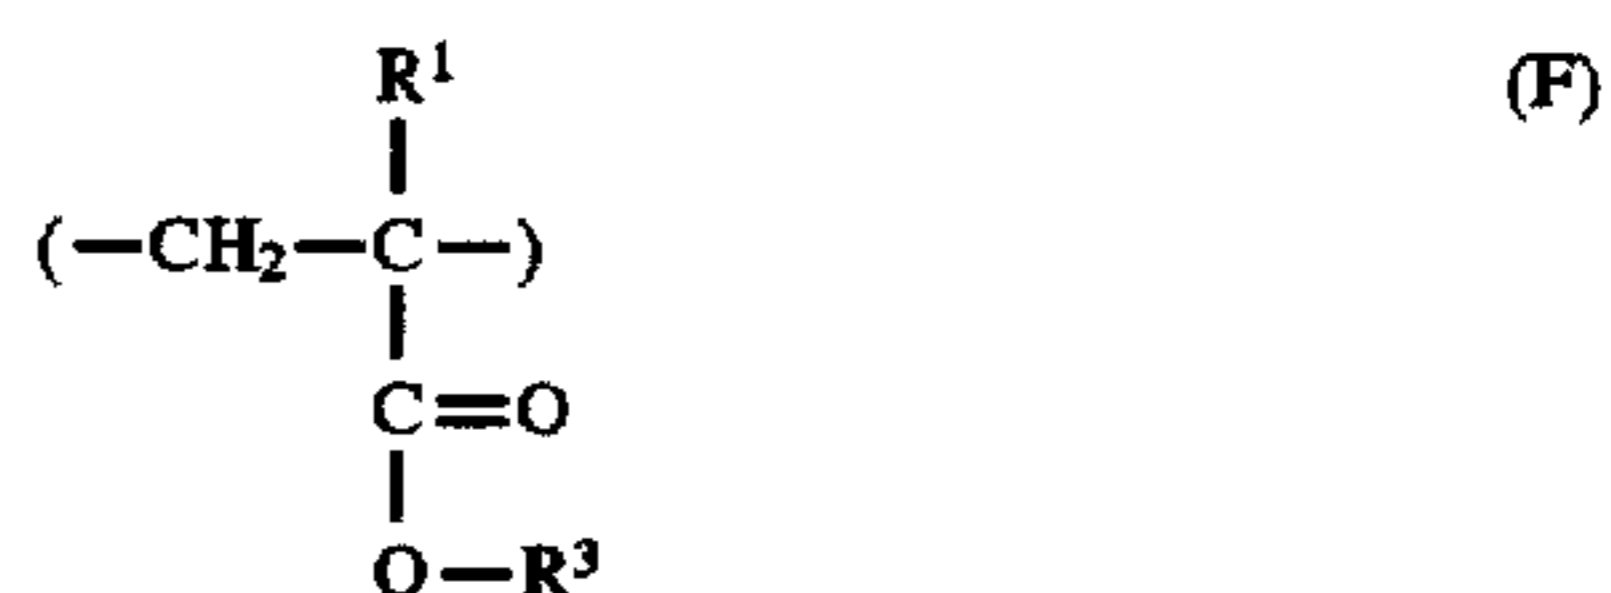 R¹ (F)
(—CH₂—C—)
C=O
O—R³